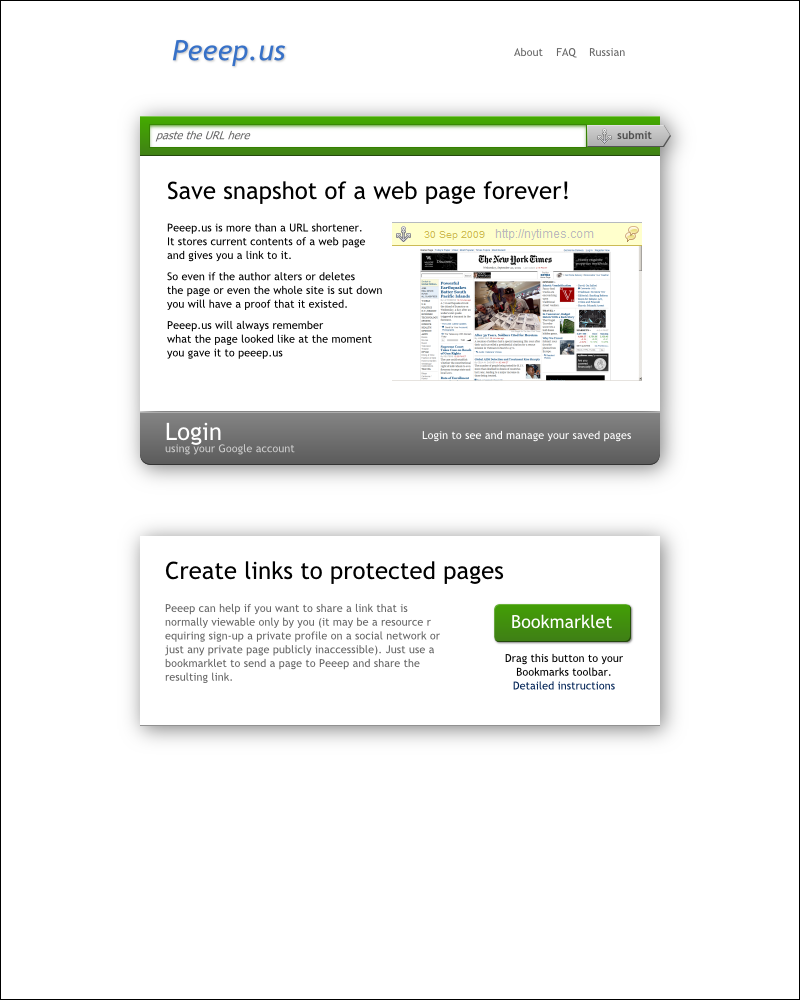 Peeep.us
About FAQ Russian
paste the URL here
submit
Save snapshot of a web page forever!
Peeep.us is more than a URL shortener.
It stores current contents of a web page
and gives you a link to it.
So even if the author alters or deletes
the page or even the whole site is sut down
you will have a proof that it existed.
Peeep.us will always remember
what the page looked like at the moment
you gave it to peeep.us
30 Sep 2009 http://nytimes.com
The New York Times
Powerful
Earthquakes
Batter South
Pacific Islands
Login
using your Google account
Login to see and manage your saved pages
Create links to protected pages
Peeep can help if you want to share a link that is
normally viewable only by you (it may be a resource r
equiring sign-up a private profile on a social network or
just any private page publicly inaccessible). Just use a
bookmarklet to send a page to Peeep and share the
resulting link.
Bookmarklet
Drag this button to your
Bookmarks toolbar.
Detailed instructions